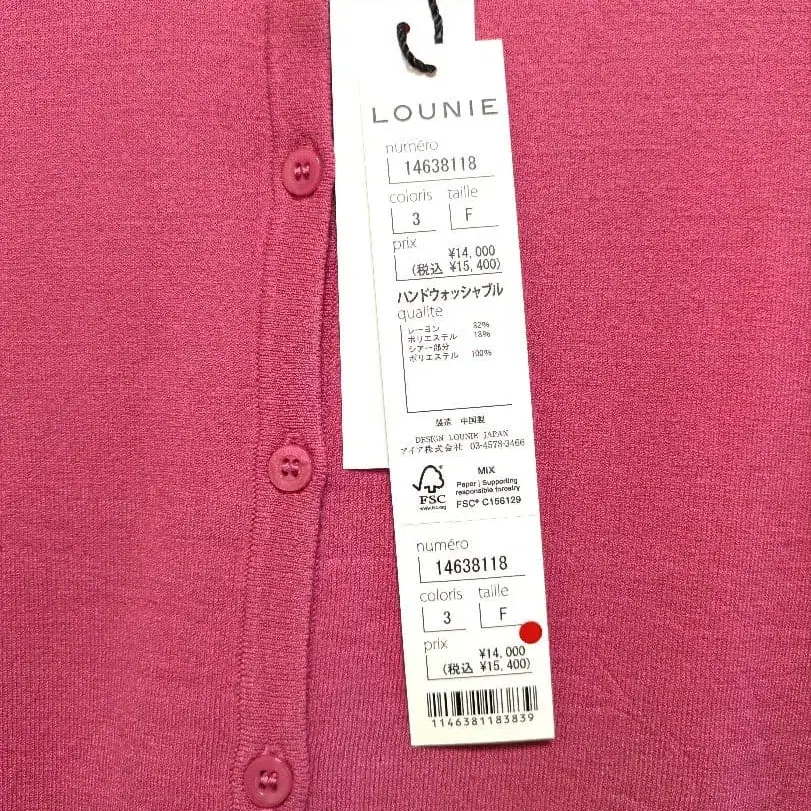 LOUNIE
numéro
14638118
coloris taille
3 F
prix
¥14,000
(税込 ¥15,400)
ハンドウォッシャブル
qualite
レーヨン 82%
ポリエステル 18%
シアー部分
ポリエステル 100%
製造 中国製
DESIGN LOUNIE JAPAN
アイア株式会社 03-4578-3466
FSC
www.fsc.org
MIX
Paper | Supporting
responsible forestry
FSC® C156129
numéro
14638118
coloris taille
3 F
prix
¥14,000
(税込 ¥15,400)
1146381183839